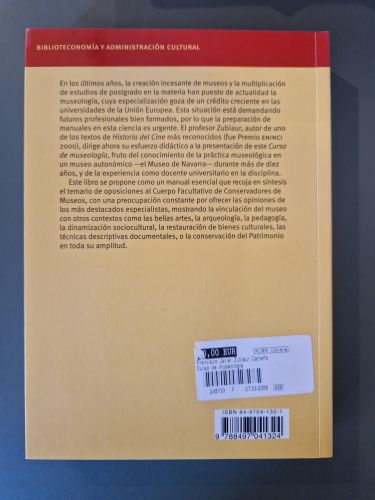 BIBLIOTECONOMÍA Y ADMINISTRACIÓN CULTURAL
En los últimos años, la creación incesante de museos y la multiplicación
de estudios de postgrado en la materia han puesto de actualidad la
museología, cuya especialización goza de un crédito creciente en las
universidades de la Unión Europea. Esta situación está demandando
futuros profesionales bien formados, por lo que la preparación de
manuales en esta ciencia es urgente. El profesor Zubiaur, autor de uno
de los textos de Historia del Cine más reconocidos (fue Premio ENINCI
2000), dirige ahora su esfuerzo didáctico a la presentación de este Curso
de museología, fruto del conocimiento de la práctica museológica en
un museo autonómico —el Museo de Navarra— durante más de diez
años, y de la experiencia como docente universitario en la disciplina.
Este libro se propone como un manual esencial que recoja en síntesis
el temario de oposiciones al Cuerpo Facultativo de Conservadores de
Museos, con una preocupación constante por ofrecer las opiniones de
los más destacados especialistas, mostrando la vinculación del museo
con otros contextos como las bellas artes, la arqueología, la pedagogía,
la dinamización sociocultural, la restauración de bienes culturales, las
técnicas descriptivas documentales, o la conservación del Patrimonio
en toda su amplitud.
0,00 EUR
Francisco Javier Zubiaur Carreño
Curso de museología
27.03.2006
ISBN 84-9704-132-1
9 788497 041324